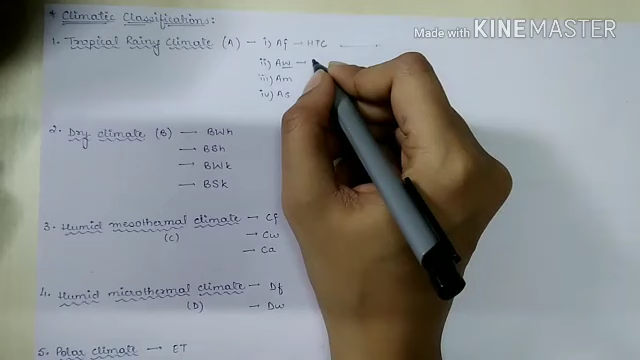 * Climatic Classifications:
1. Tropical Rainy Climate (A) — i) Af → HTC
ii) Aw →
iii) Am
iv) As
2. Dry climate (B) → BWh
→ BSh
→ BWk
→ BSk
3. Humid mesothermal climate → Cf
(C) → Cw
→ Ca
4. Humid microthermal climate → Df
(D) → Dw
5. Polar climate → ET
Made with KINEMASTER